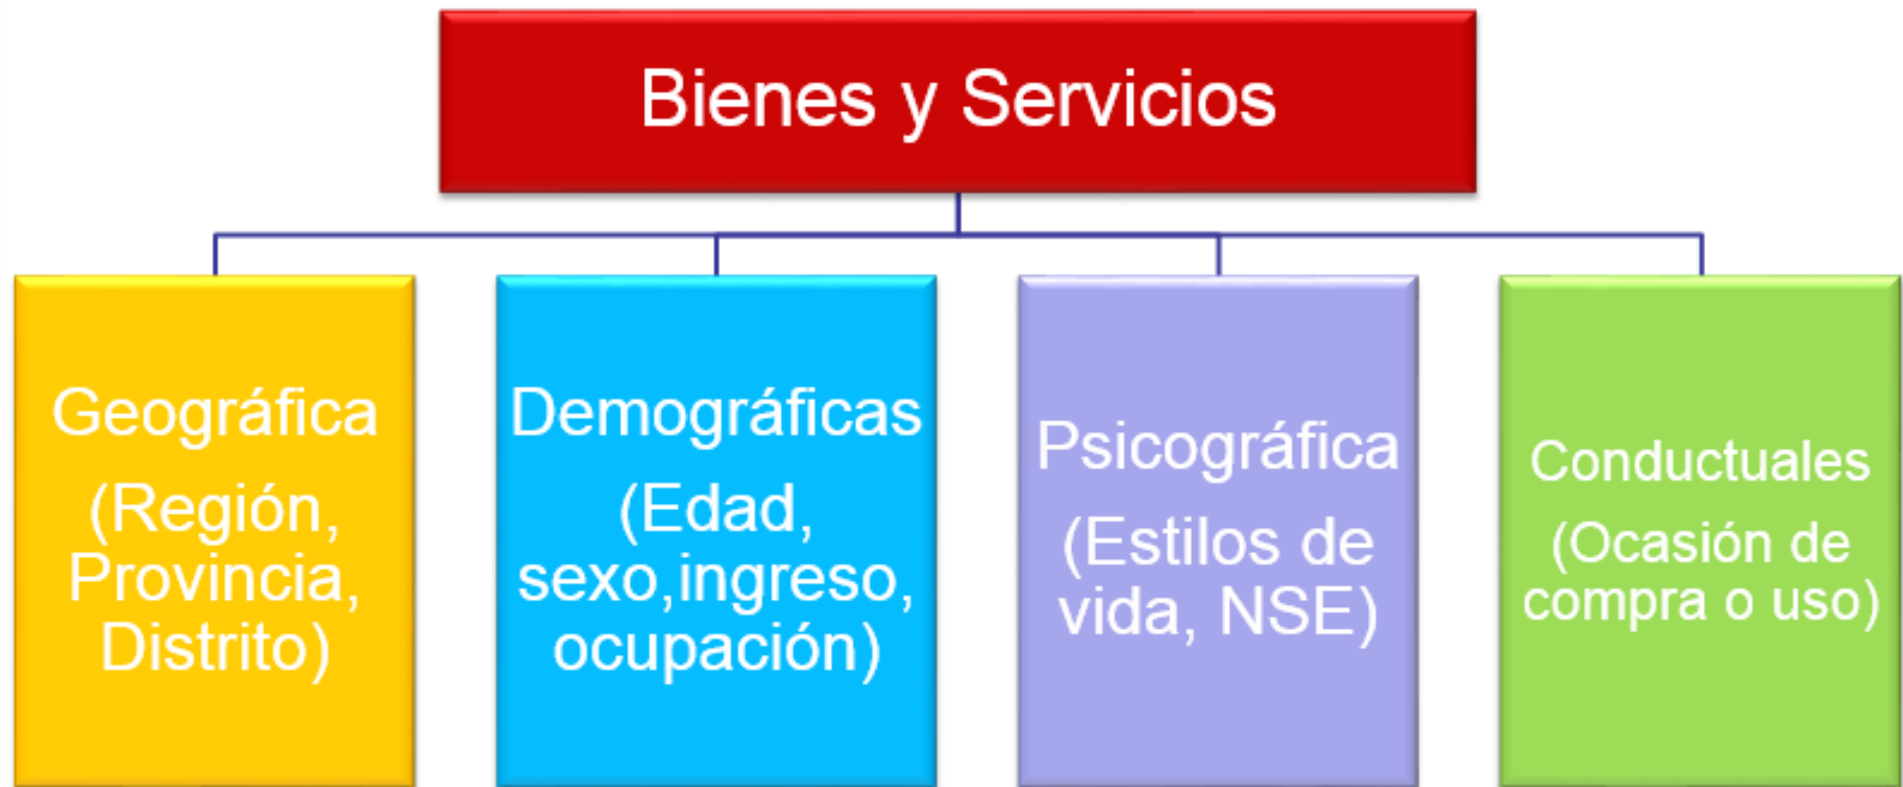 Bienes y Servicios
Geográfica
(Región,
Provincia,
Distrito)
Demográficas
(Edad,
sexo,ingreso,
ocupación)
Psicográfica
(Estilos de
vida, NSE)
Conductuales
(Ocasión de
compra o uso)